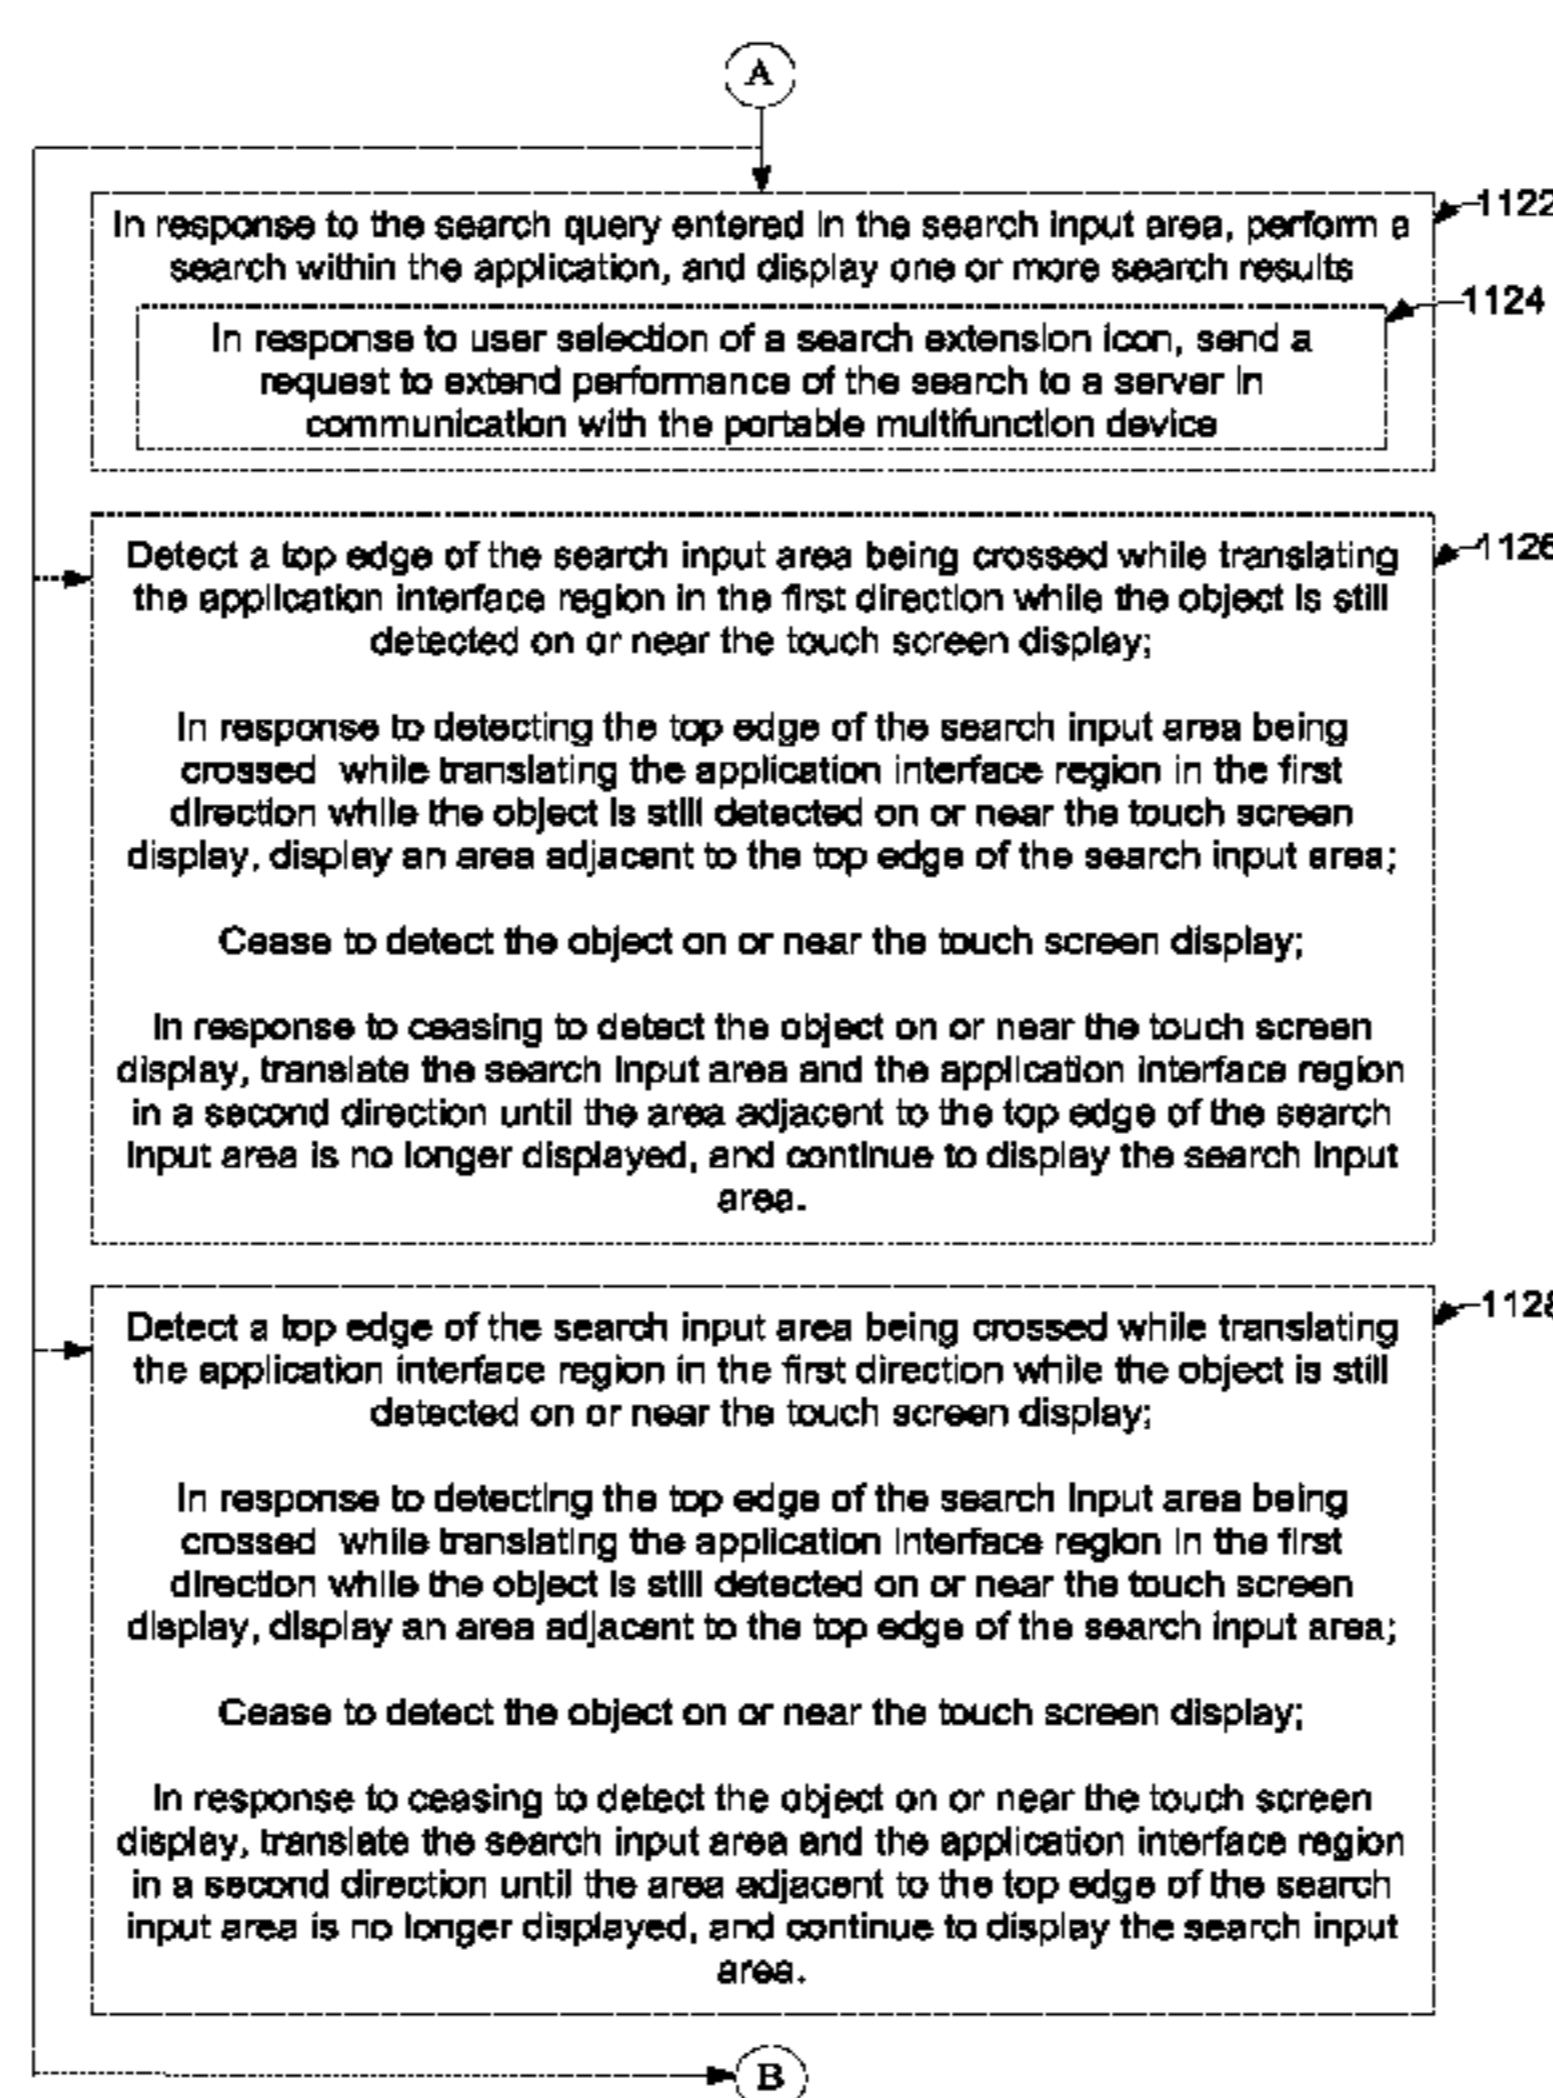 A
In response to the search query entered in the search input area, perform a
search within the application, and display one or more search results
1122
1124
In response to user selection of a search extension icon, send a
request to extend performance of the search to a server in
communication with the portable multifunction device
Detect a top edge of the search input area being crossed while translating
the application interface region in the first direction while the object is still
detected on or near the touch screen display;
1126
In response to detecting the top edge of the search input area being
crossed while translating the application interface region in the first
direction while the object is still detected on or near the touch screen
display, display an area adjacent to the top edge of the search input area;
Cease to detect the object on or near the touch screen display;
In response to ceasing to detect the object on or near the touch screen
display, translate the search input area and the application interface region
in a second direction until the area adjacent to the top edge of the search
input area is no longer displayed, and continue to display the search input
area.
Detect a top edge of the search input area being crossed while translating
the application interface region in the first direction while the object is still
detected on or near the touch screen display;
1128
In response to detecting the top edge of the search input area being
crossed while translating the application interface region in the first
direction while the object is still detected on or near the touch screen
display, display an area adjacent to the top edge of the search input area;
Cease to detect the object on or near the touch screen display;
In response to ceasing to detect the object on or near the touch screen
display, translate the search input area and the application interface region
in a second direction until the area adjacent to the top edge of the search
input area is no longer displayed, and continue to display the search input
area.
B